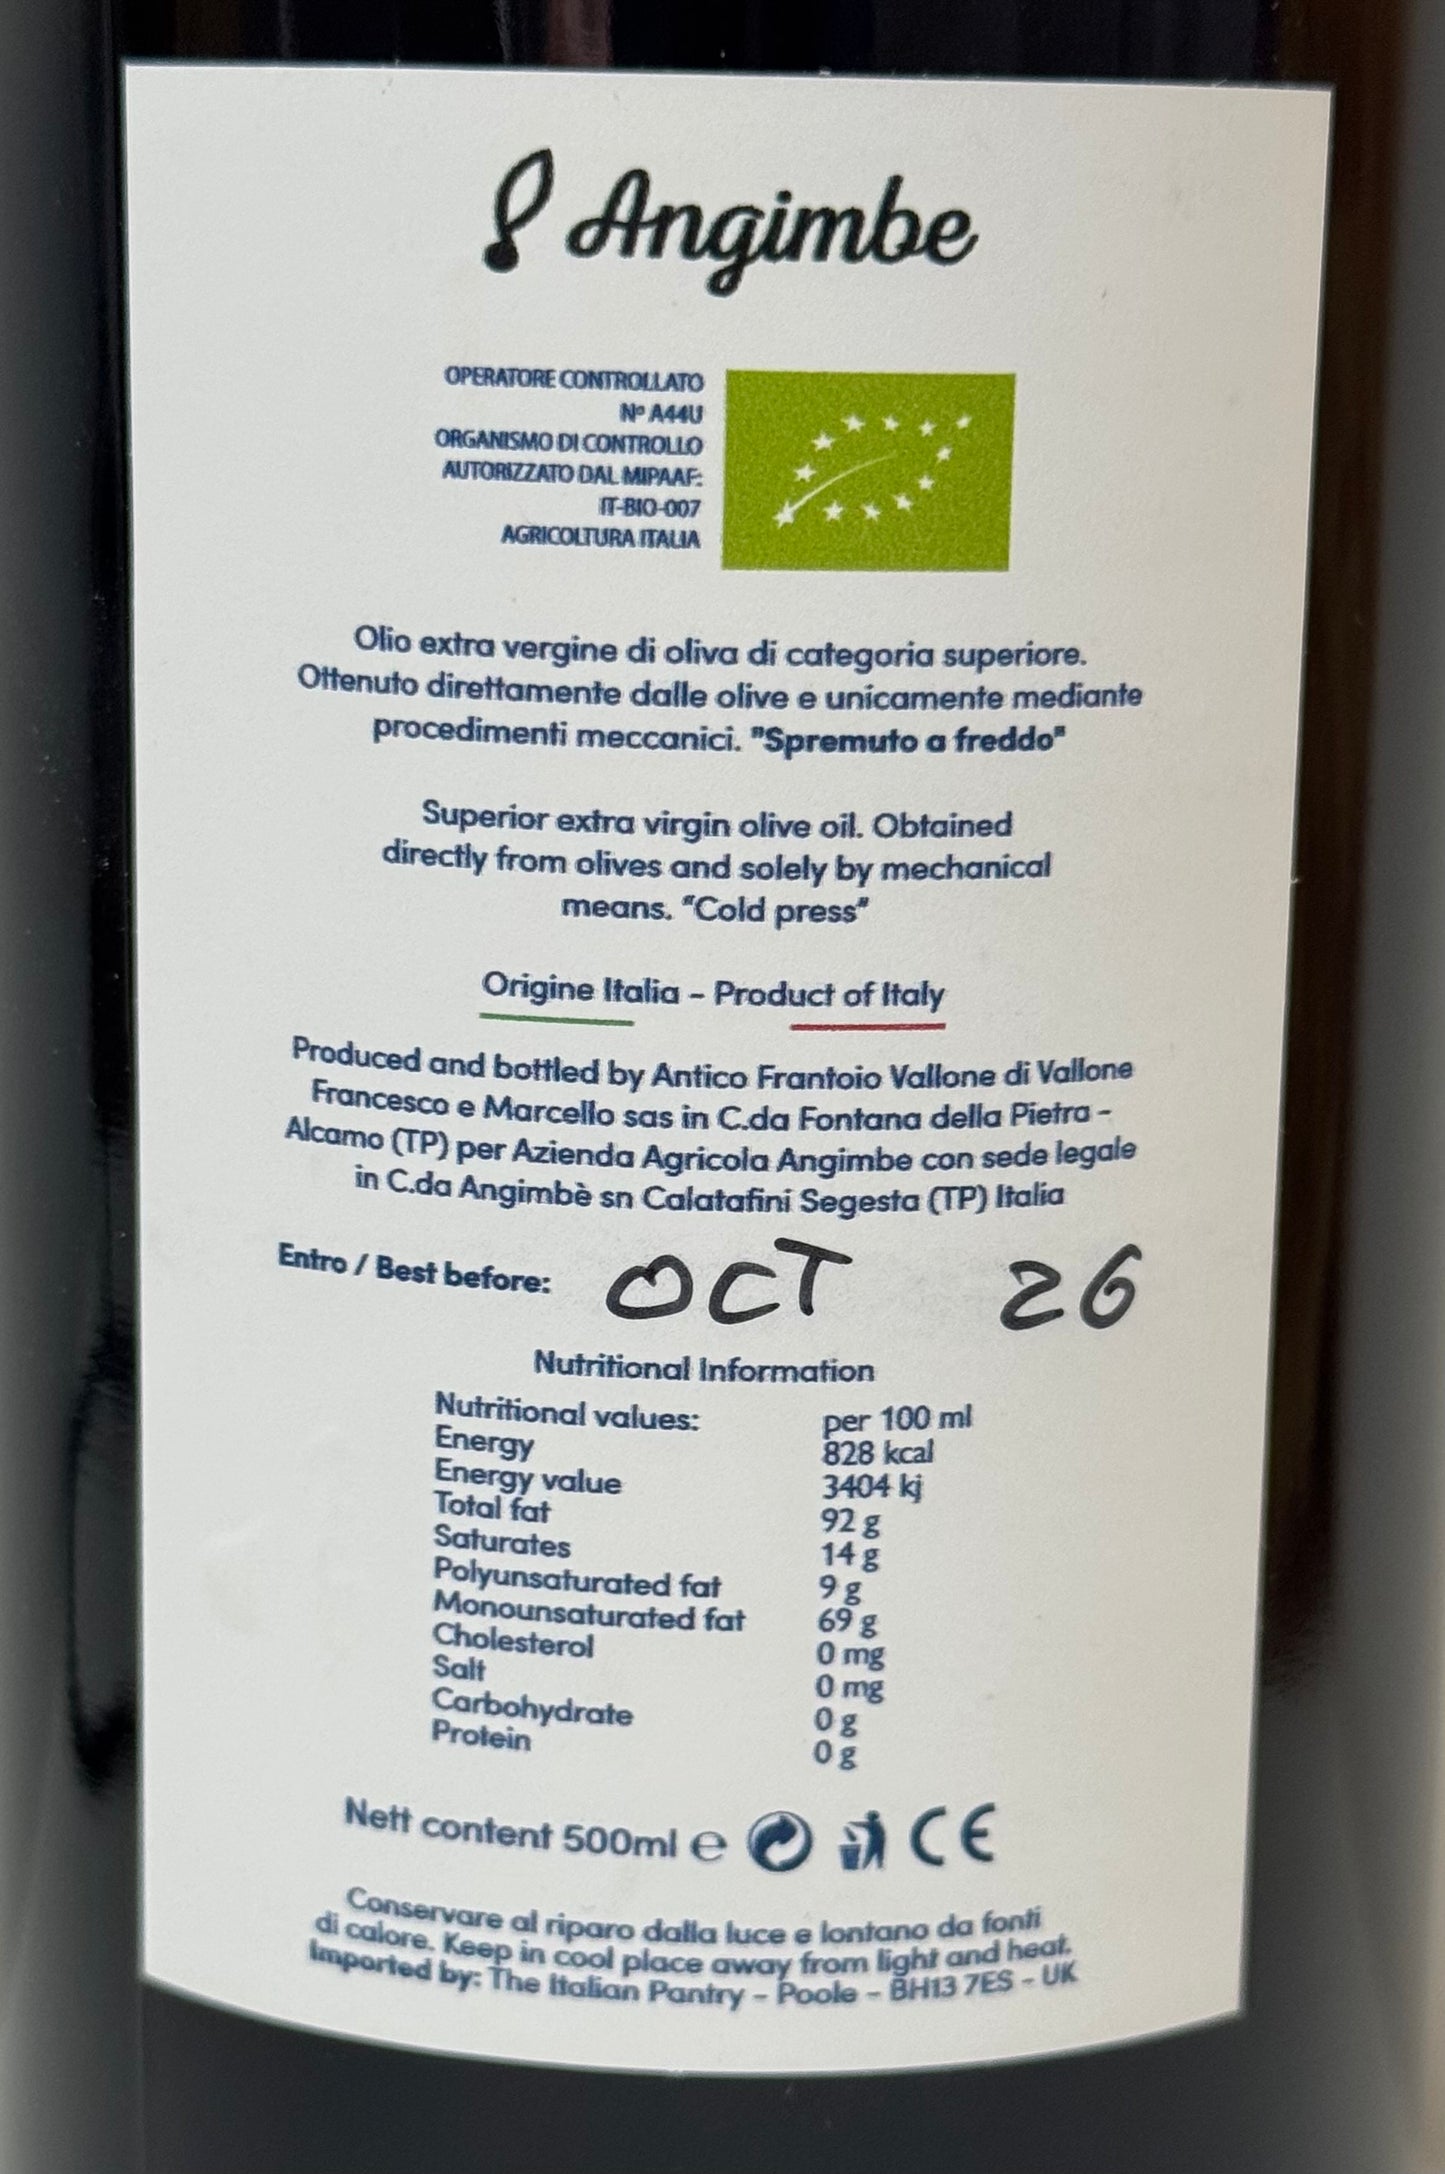 Angimbe
OPERATORE CONTROLLATO
Nº A44U
ORGANISMO DI CONTROLLO
AUTORIZZATO DAL MIPAAF:
IT-BIO-007
AGRICOLTURA ITALIA
Olio extra vergine di oliva di categoria superiore.
Ottenuto direttamente dalle olive e unicamente mediante
procedimenti meccanici. "Spremuto a freddo"
Superior extra virgin olive oil. Obtained
directly from olives and solely by mechanical
means. “Cold press”
Origine Italia - Product of Italy
Produced and bottled by Antico Frantoio Vallone di Vallone
Francesco e Marcello sas in C.da Fontana della Pietra -
Alcamo (TP) per Azienda Agricola Angimbe con sede legale
in C.da Angimbè sn Calatafini Segesta (TP) Italia
Entro / Best before: OCT 26
Nutritional Information
Nutritional values: per 100 ml
Energy 828 kcal
Energy value 3404 kj
Total fat 92 g
Saturates 14 g
Polyunsaturated fat 9 g
Monounsaturated fat 69 g
Cholesterol 0 mg
Salt 0 mg
Carbohydrate 0 g
Protein 0 g
Nett content 500ml e CE
Conservare al riparo dalla luce e lontano da fonti
di calore. Keep in cool place away from light and heat.
Imported by: The Italian Pantry - Poole - BH13 7ES - UK